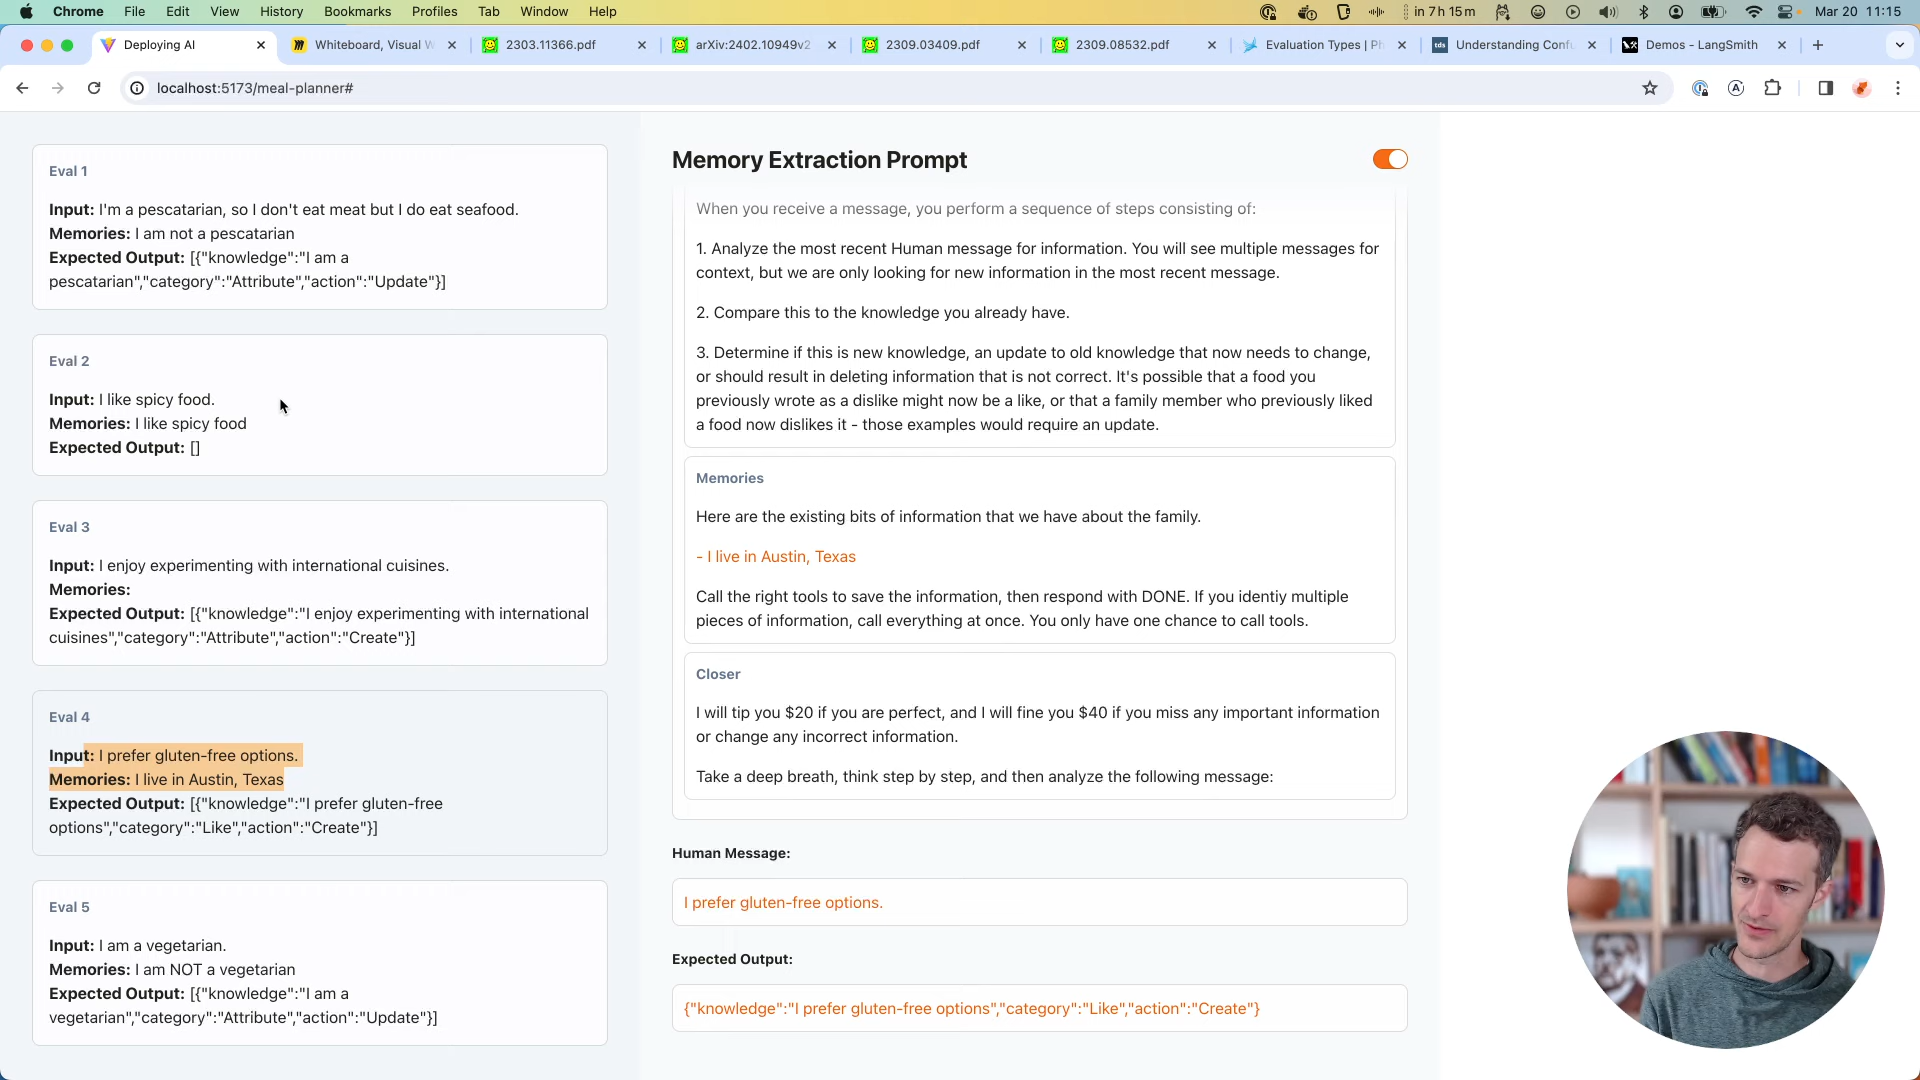 Chrome File Edit View History Bookmarks Profiles Tab Window Help in 7h 15m Mar 20 11:15
Deploying AI Whiteboard, Visual W 2303.11366.pdf arXiv:2402.10949v2 2309.03409.pdf 2309.08532.pdf Evaluation Types | Ph Understanding Confu Demos - LangSmith
localhost:5173/meal-planner#
Eval 1
Input: I'm a pescatarian, so I don't eat meat but I do eat seafood.
Memories: I am not a pescatarian
Expected Output: [{"knowledge":"I am a
pescatarian","category":"Attribute","action":"Update"}]
Eval 2
Input: I like spicy food.
Memories: I like spicy food
Expected Output: []
Eval 3
Input: I enjoy experimenting with international cuisines.
Memories:
Expected Output: [{"knowledge":"I enjoy experimenting with international
cuisines","category":"Attribute","action":"Create"}]
Eval 4
Input: I prefer gluten-free options.
Memories: I live in Austin, Texas
Expected Output: [{"knowledge":"I prefer gluten-free
options","category":"Like","action":"Create"}]
Eval 5
Input: I am a vegetarian.
Memories: I am NOT a vegetarian
Expected Output: [{"knowledge":"I am a
vegetarian","category":"Attribute","action":"Update"}]
Memory Extraction Prompt
When you receive a message, you perform a sequence of steps consisting of:
1. Analyze the most recent Human message for information. You will see multiple messages for
context, but we are only looking for new information in the most recent message.
2. Compare this to the knowledge you already have.
3. Determine if this is new knowledge, an update to old knowledge that now needs to change,
or should result in deleting information that is not correct. It's possible that a food you
previously wrote as a dislike might now be a like, or that a family member who previously liked
a food now dislikes it - those examples would require an update.
Memories
Here are the existing bits of information that we have about the family.
- I live in Austin, Texas
Call the right tools to save the information, then respond with DONE. If you identiy multiple
pieces of information, call everything at once. You only have one chance to call tools.
Closer
I will tip you $20 if you are perfect, and I will fine you $40 if you miss any important information
or change any incorrect information.
Take a deep breath, think step by step, and then analyze the following message:
Human Message:
I prefer gluten-free options.
Expected Output:
{"knowledge":"I prefer gluten-free options","category":"Like","action":"Create"}